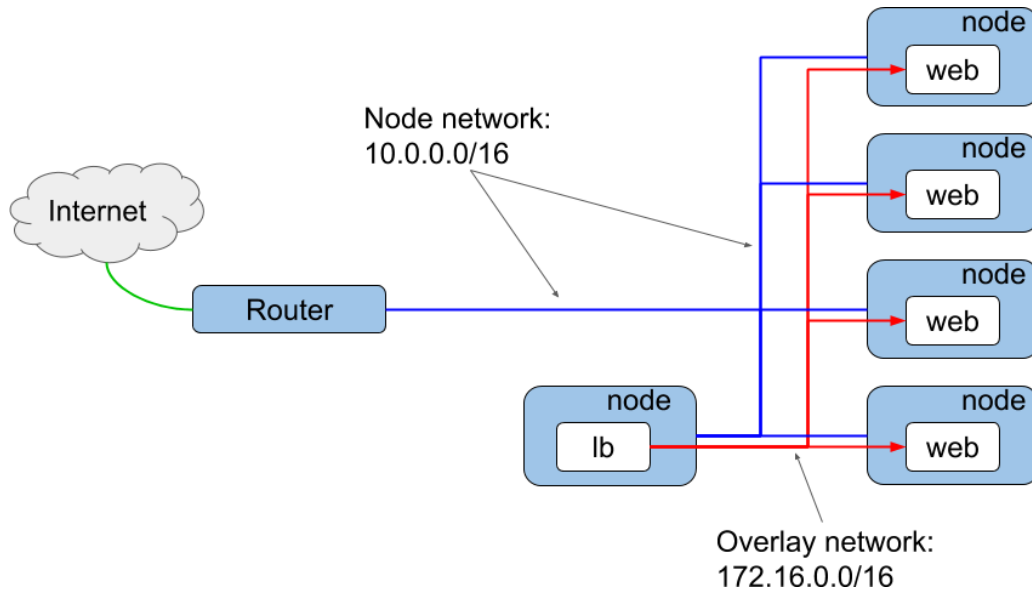 node
web
Node network:
10.0.0.0/16
node
web
Internet
node
Router
web
node
lb
node
web
Overlay network:
172.16.0.0/16